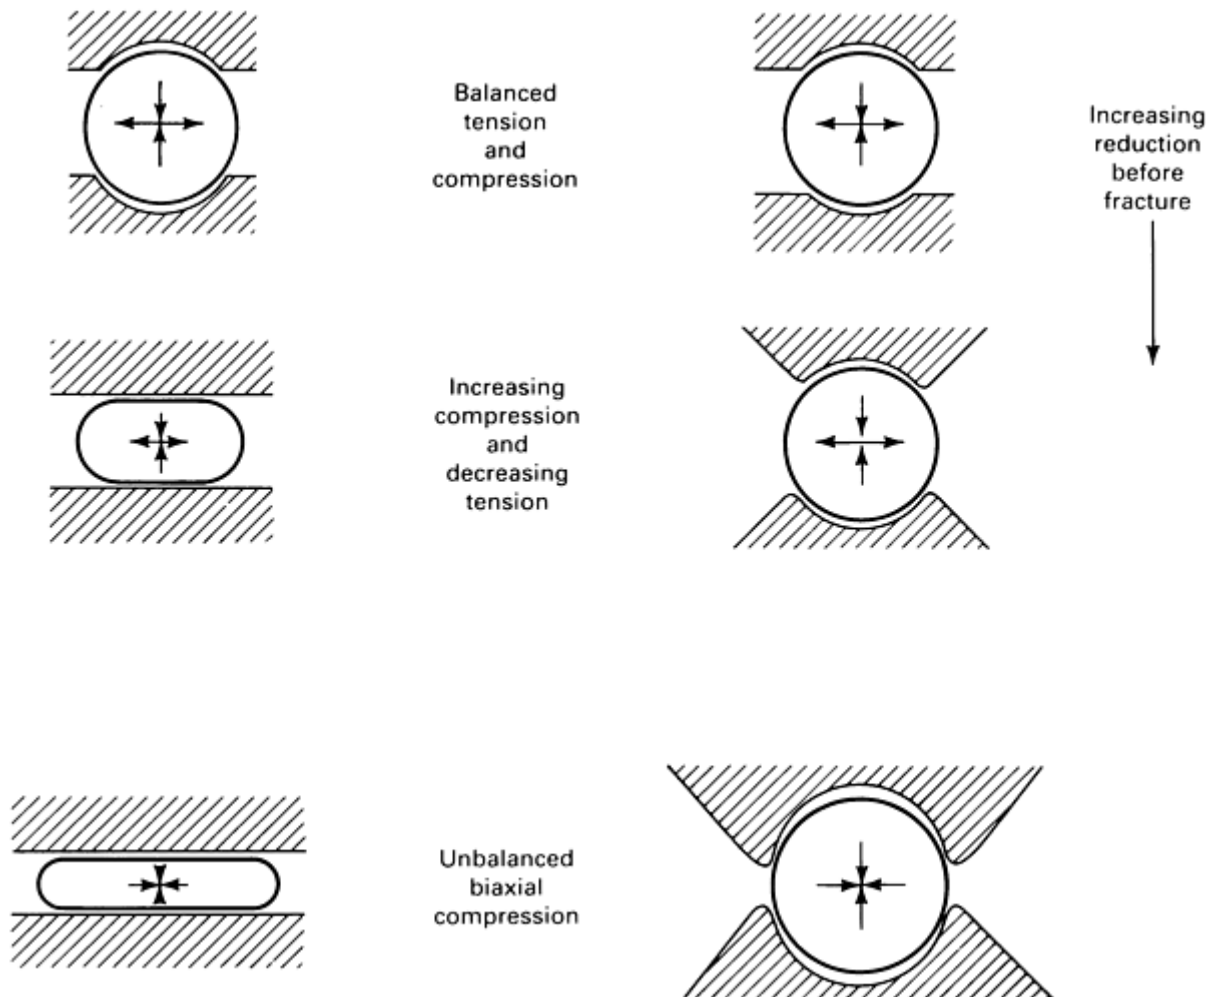 Balanced
tension
and
compression
Increasing
reduction
before
fracture
Increasing
compression
and
decreasing
tension
Unbalanced
biaxial
compression